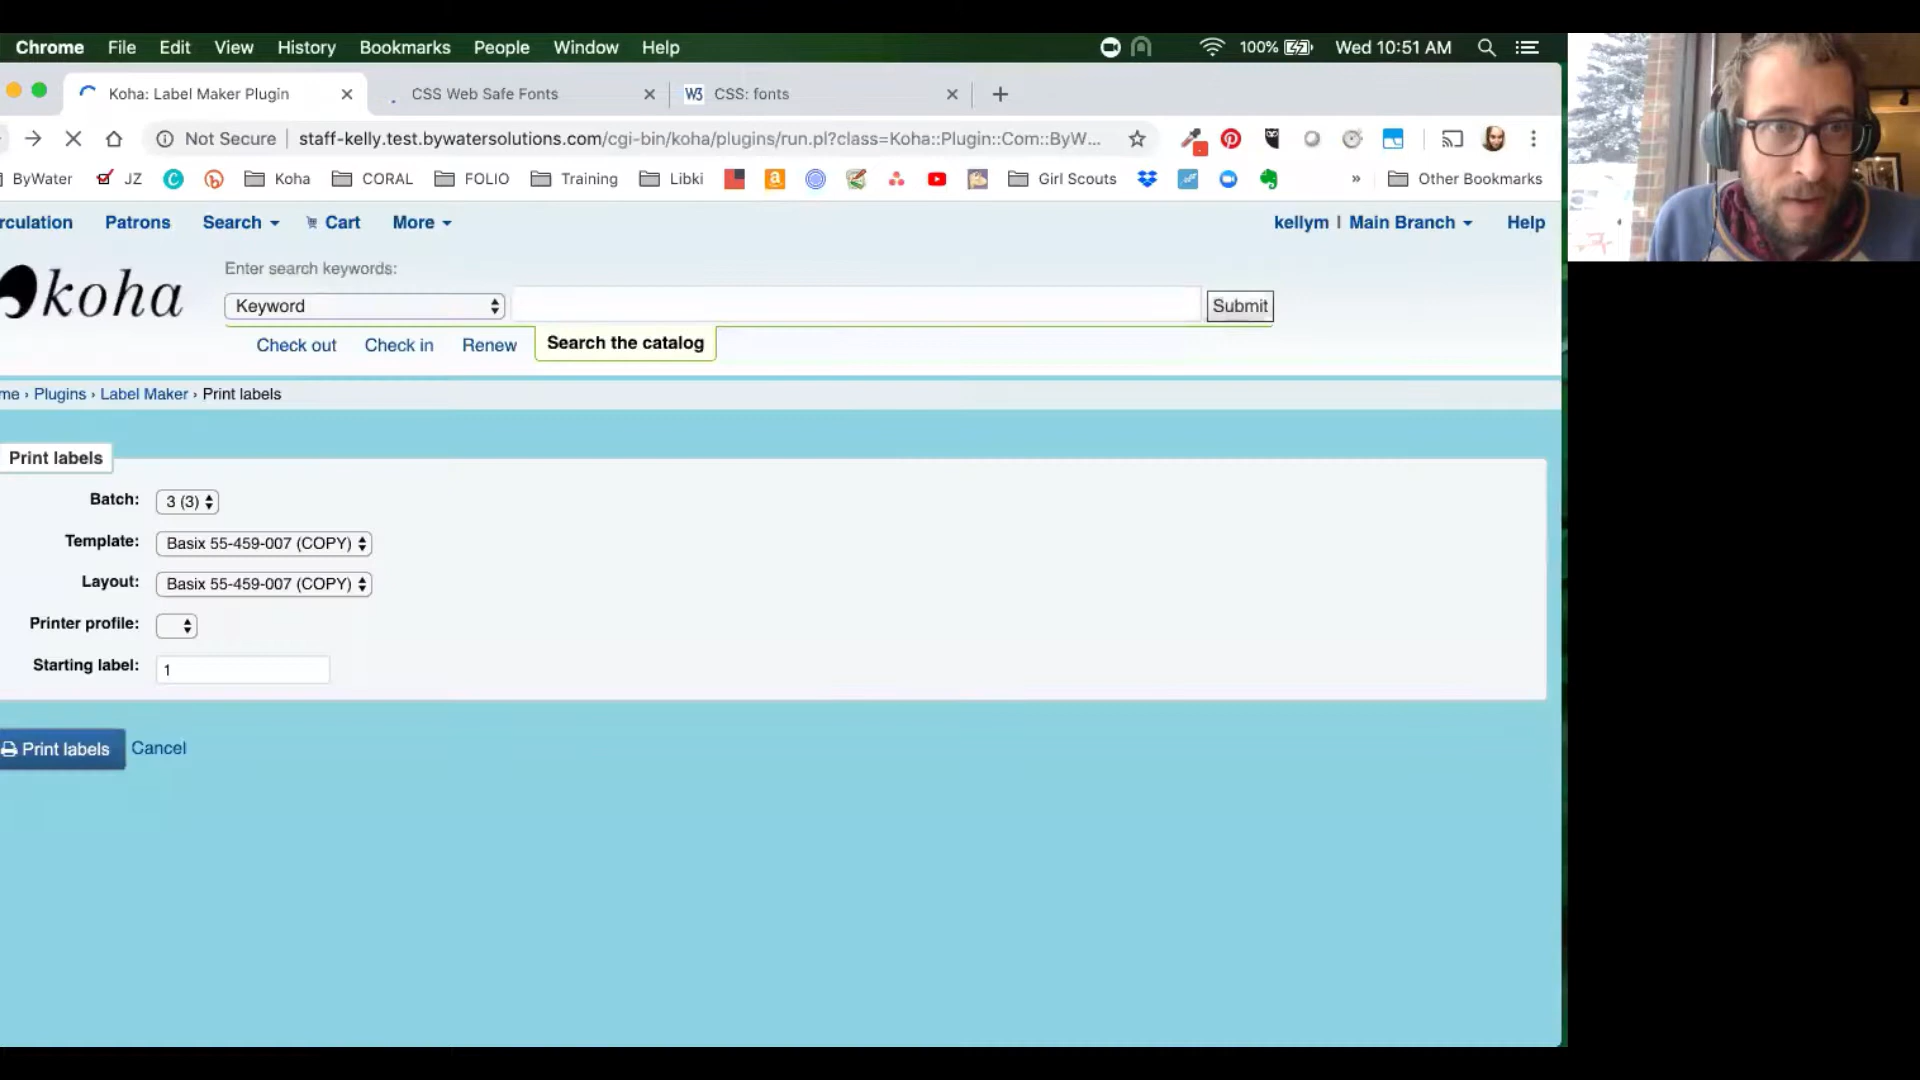 Chrome File Edit View History Bookmarks People Window Help 100% Wed 10:51 AM
Koha: Label Maker Plugin CSS Web Safe Fonts W3 CSS: fonts
Not Secure staff-kelly.test.bywatersolutions.com/cgi-bin/koha/plugins/run.pl?class=Koha::Plugin::Com::ByW...
ByWater JZ Koha CORAL FOLIO Training Libki Girl Scouts » Other Bookmarks
rculation Patrons Search Cart More kellym | Main Branch Help
koha
Enter search keywords:
Keyword Submit
Check out Check in Renew Search the catalog
me › Plugins › Label Maker › Print labels
Print labels
Batch: 3 (3)
Template: Basix 55-459-007 (COPY)
Layout: Basix 55-459-007 (COPY)
Printer profile:
Starting label: 1
Print labels Cancel